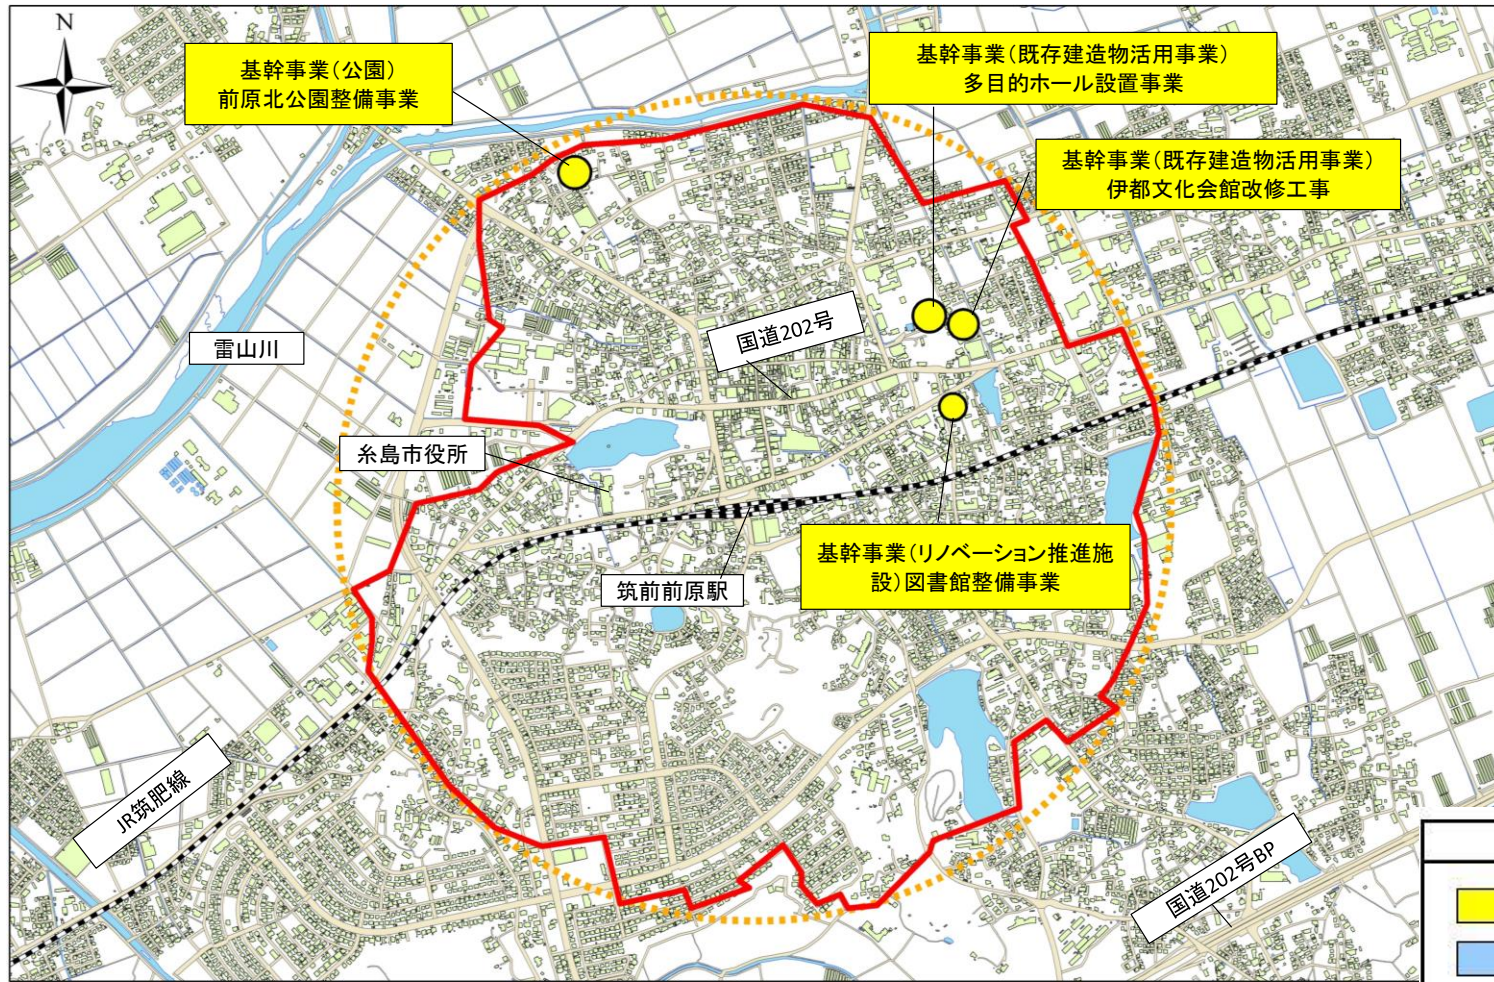 N
基幹事業(公園)
前原北公園整備事業
基幹事業(既存建造物活用事業)
多目的ホール設置事業
基幹事業(既存建造物活用事業)
伊都文化会館改修工事
雷山川
国道202号
糸島市役所
基幹事業(リノベーション推進施
設)図書館整備事業
筑前前原駅
JR筑肥線
国道202号BP